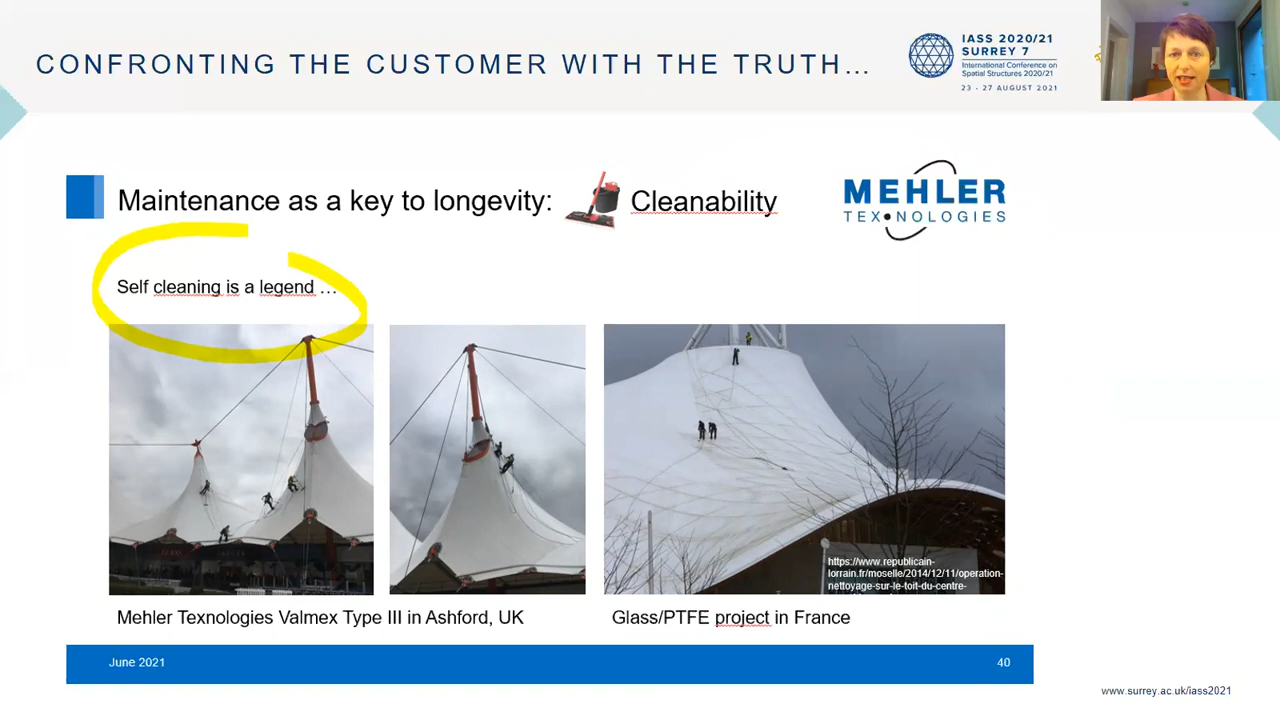 CONFRONTING THE CUSTOMER WITH THE TRUTH…
IASS 2020/21
SURREY 7
International Conference on
Spatial Structures 2020/21
23 - 27 AUGUST 2021
Maintenance as a key to longevity:
Cleanability
MEHLER
TEX•NOLOGIES
Self cleaning is a legend …
https://www.republicain-
lorrain.fr/moselle/2014/12/11/operation-
nettoyage-sur-le-toit-du-centre-
Mehler Texnologies Valmex Type III in Ashford, UK
Glass/PTFE project in France
June 2021
40
www.surrey.ac.uk/iass2021